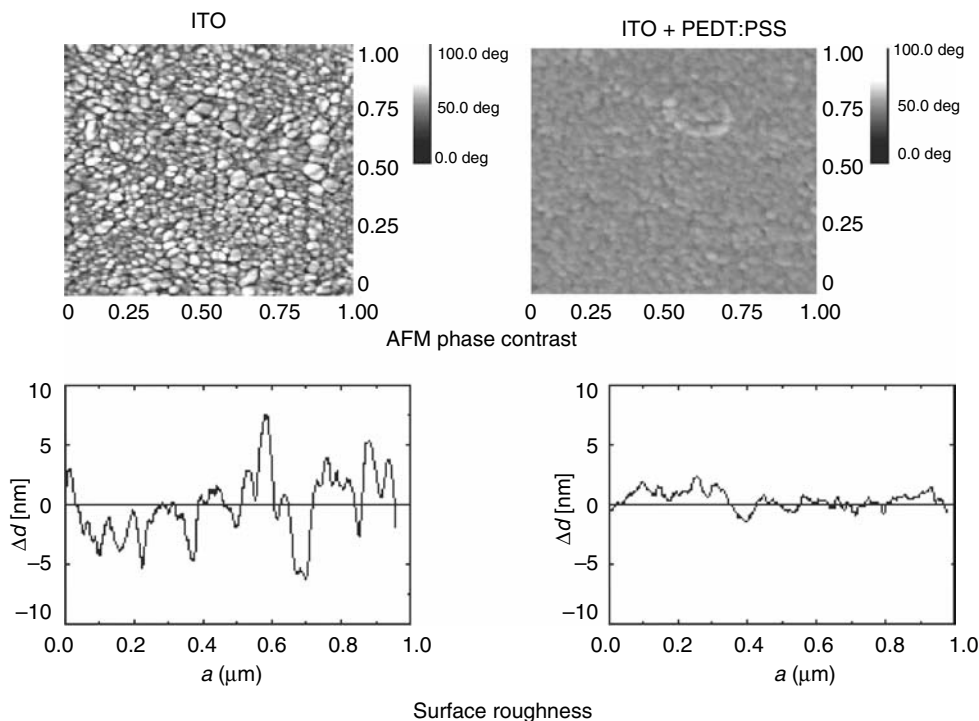 ITO
ITO + PEDT:PSS
100.0 deg
50.0 deg
0.0 deg
1.00
0.75
0.50
0.25
0
0 0.25 0.50 0.75 1.00
100.0 deg
50.0 deg
0.0 deg
1.00
0.75
0.50
0.25
0
0 0.25 0.50 0.75 1.00
AFM phase contrast
10
5
0
−5
−10
Δd [nm]
0.0 0.2 0.4 0.6 0.8 1.0
a (μm)
10
5
0
−5
−10
Δd [nm]
0.0 0.2 0.4 0.6 0.8 1.0
a (μm)
Surface roughness